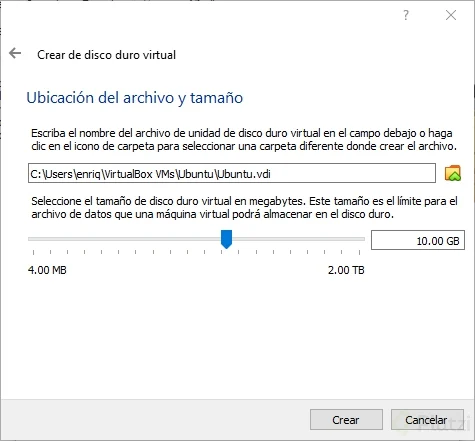 ?
Crear de disco duro virtual
Ubicación del archivo y tamaño
Escriba el nombre del archivo de unidad de disco duro virtual en el campo debajo o haga
clic en el icono de carpeta para seleccionar una carpeta diferente donde crear el archivo.
C:\Users\enriq\VirtualBox VMs\Ubuntu\Ubuntu.vdi
Seleccione el tamaño de disco duro virtual en megabytes. Este tamaño es el límite para el
archivo de datos que una máquina virtual podrá almacenar en el disco duro.
10.00 GB
4.00 MB 2.00 TB
Crear Cancelar
Platzi